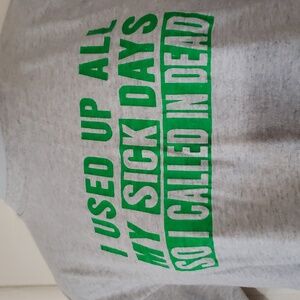 I USED UP ALL
MY SICK DAYS
SO I CALLED IN DEAD